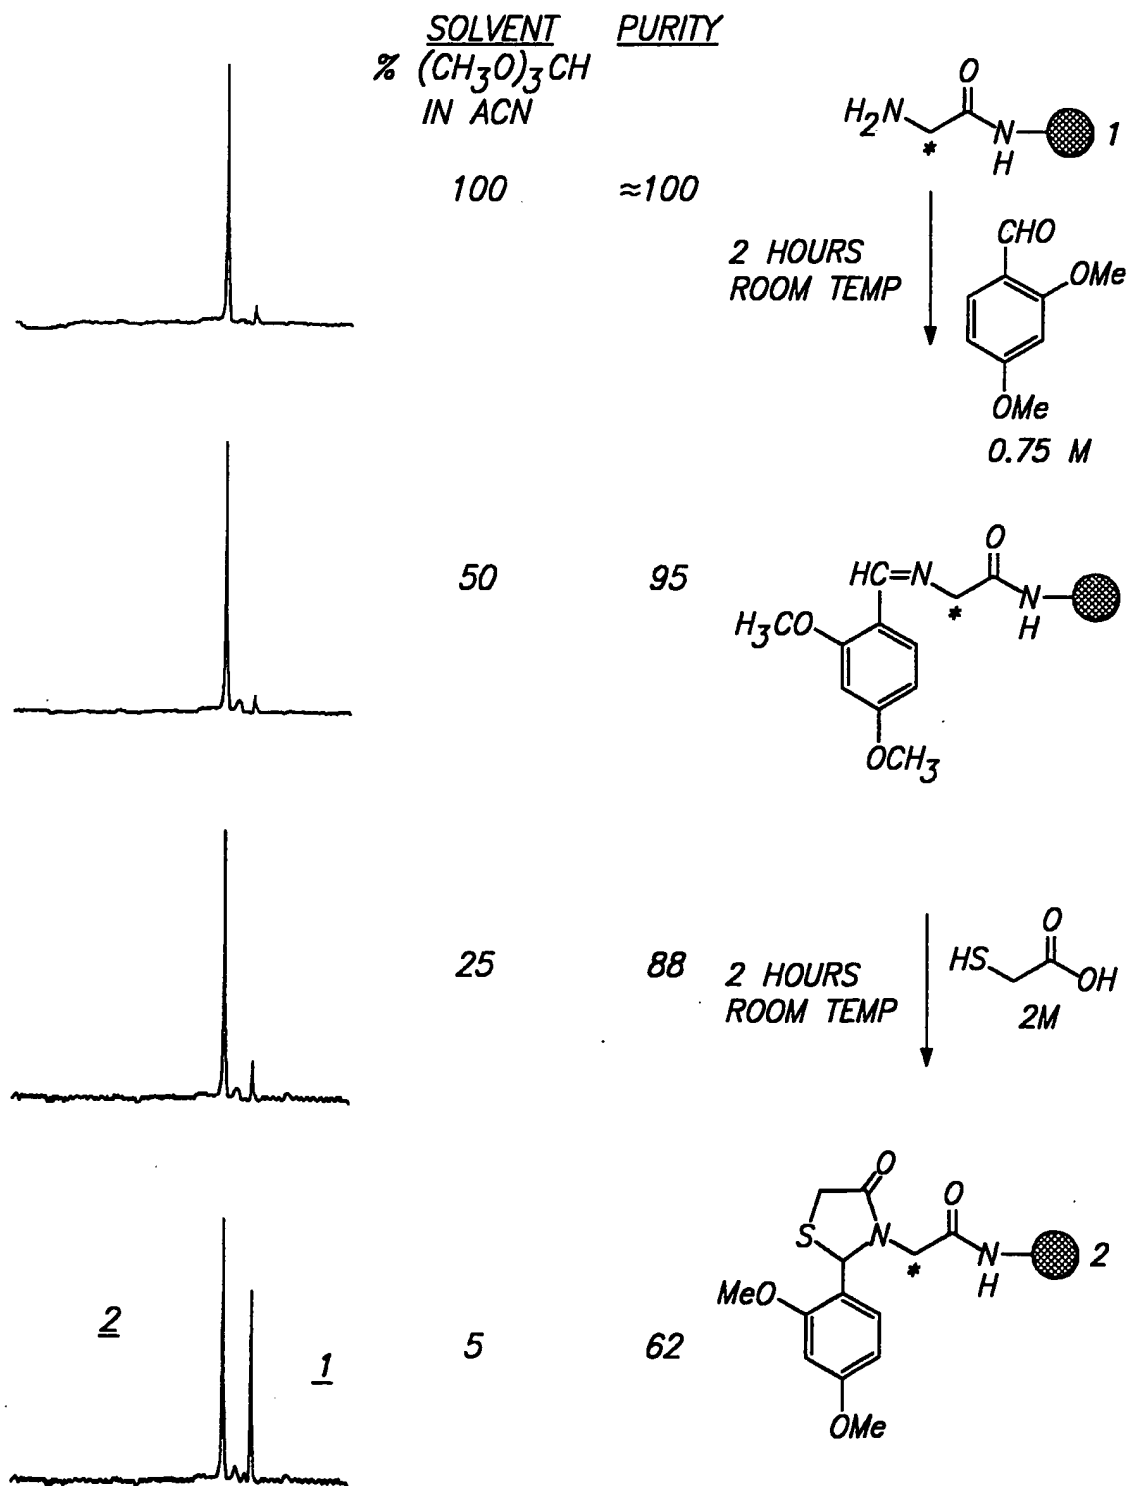 SOLVENT PURITY
% (CH3O)3CH
IN ACN
100 ≈100
50 95
25 88
5 62
2
1
O
H2N
*
N
H
1
2 HOURS
ROOM TEMP
CHO
OMe
OMe
0.75 M
O
HC=N
*
N
H
H3CO
OCH3
2 HOURS
ROOM TEMP
O
HS
OH
2M
O
O
S
N
*
N
H
2
MeO
OMe